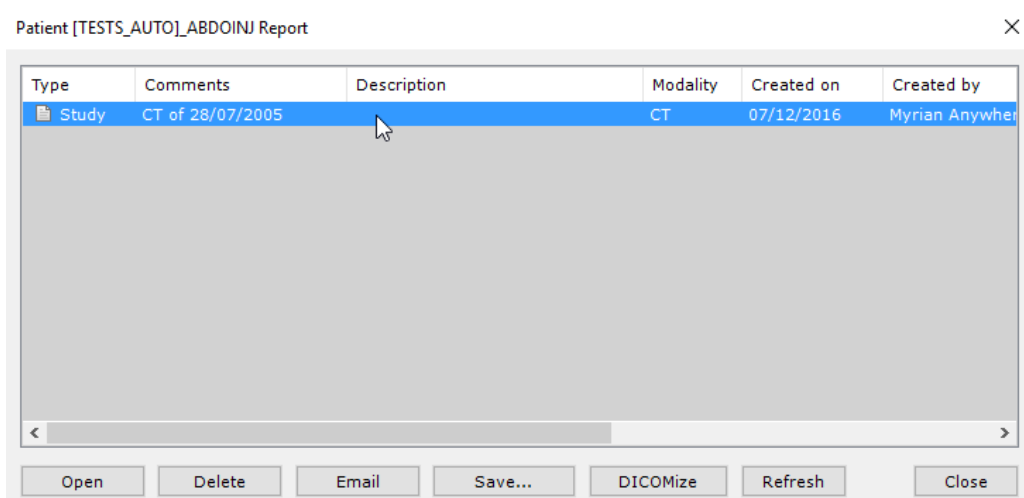 Patient [TESTS_AUTO]_ABDOINJ Report
Type Comments Description Modality Created on Created by
Study CT of 28/07/2005 CT 07/12/2016 Myrian Anywher
Open Delete Email Save... DICOMize Refresh Close